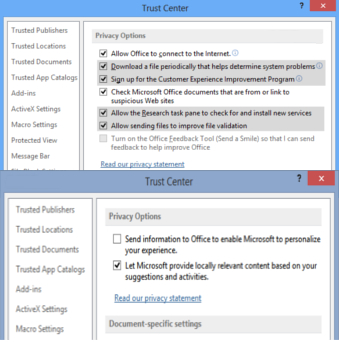 Trust Center
?
Trusted Publishers
Trusted Locations
Trusted Documents
Trusted App Catalogs
Add-ins
ActiveX Settings
Macro Settings
Protected View
Message Bar
Privacy Options
Allow Office to connect to the Internet.
Download a file periodically that helps determine system problems
Sign up for the Customer Experience Improvement Program
Check Microsoft Office documents that are from or link to
suspicious Web sites
Allow the Research task pane to check for and install new services
Allow sending files to improve file validation
Turn on the Office Feedback Tool (Send a Smile) so that I can send
feedback to help improve Office
Read our privacy statement
Trust Center
?
Trusted Publishers
Trusted Locations
Trusted Documents
Trusted App Catalogs
Add-ins
ActiveX Settings
Macro Settings
Privacy Options
Send information to Office to enable Microsoft to personalize
your experience.
Let Microsoft provide locally relevant content based on your
suggestions and activities.
Read our privacy statement
Document-specific settings